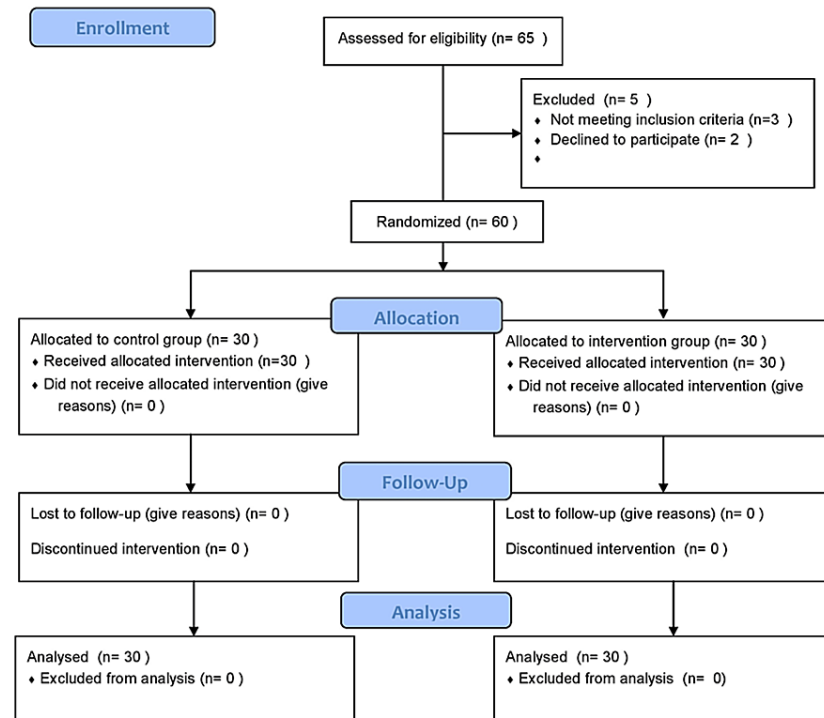 Enrollment
Assessed for eligibility (n= 65 )
Excluded (n= 5 )
♦ Not meeting inclusion criteria (n=3 )
♦ Declined to participate (n= 2 )
♦
Randomized (n= 60 )
Allocation
Allocated to control group (n= 30 )
♦ Received allocated intervention (n=30 )
♦ Did not receive allocated intervention (give
reasons) (n= 0 )
Allocated to intervention group (n= 30 )
♦ Received allocated intervention (n= 30 )
♦ Did not receive allocated intervention (give
reasons) (n= 0 )
Follow-Up
Lost to follow-up (give reasons) (n= 0 )
Discontinued intervention (n= 0 )
Lost to follow-up (give reasons) (n= 0 )
Discontinued intervention (n= 0 )
Analysis
Analysed (n= 30 )
♦ Excluded from analysis (n= 0 )
Analysed (n= 30 )
♦ Excluded from analysis (n= 0)